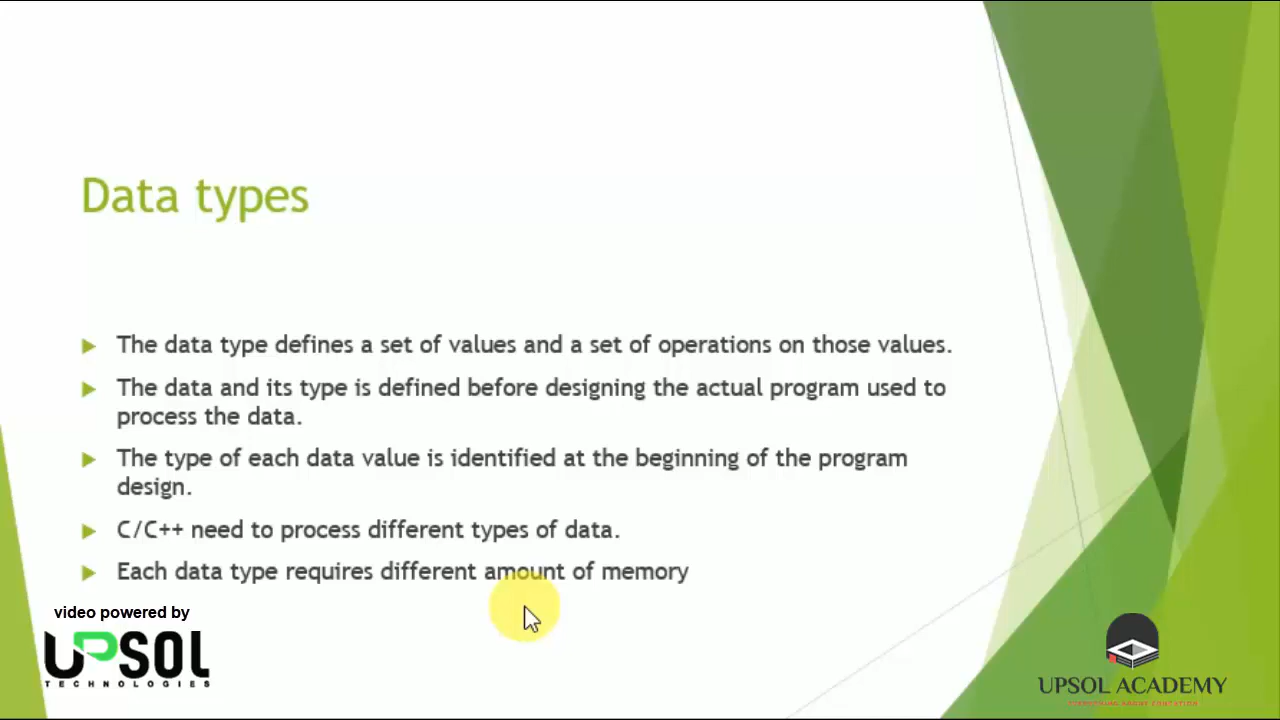 Data types
The data type defines a set of values and a set of operations on those values.
The data and its type is defined before designing the actual program used to
process the data.
The type of each data value is identified at the beginning of the program
design.
C/C++ need to process different types of data.
Each data type requires different amount of memory
video powered by
UPSOL
TECHNOLOGIES
UPSOL ACADEMY